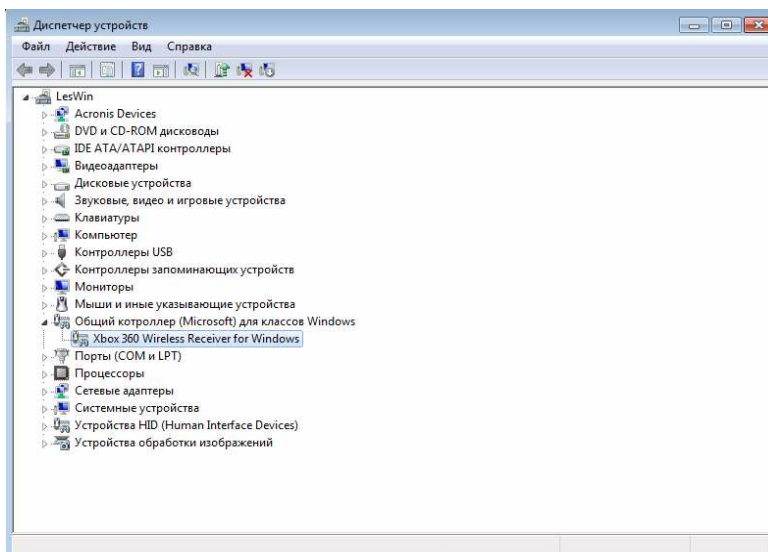 Диспетчер устройств
Файл Действие Вид Справка
LesWin
Acronis Devices
DVD и CD-ROM дисководы
IDE ATA/ATAPI контроллеры
Видеоадаптеры
Дисковые устройства
Звуковые, видео и игровые устройства
Клавиатуры
Компьютер
Контроллеры USB
Контроллеры запоминающих устройств
Мониторы
Мыши и иные указывающие устройства
Общий котроллер (Microsoft) для классов Windows
Xbox 360 Wireless Receiver for Windows
Порты (COM и LPT)
Процессоры
Сетевые адаптеры
Системные устройства
Устройства HID (Human Interface Devices)
Устройства обработки изображений